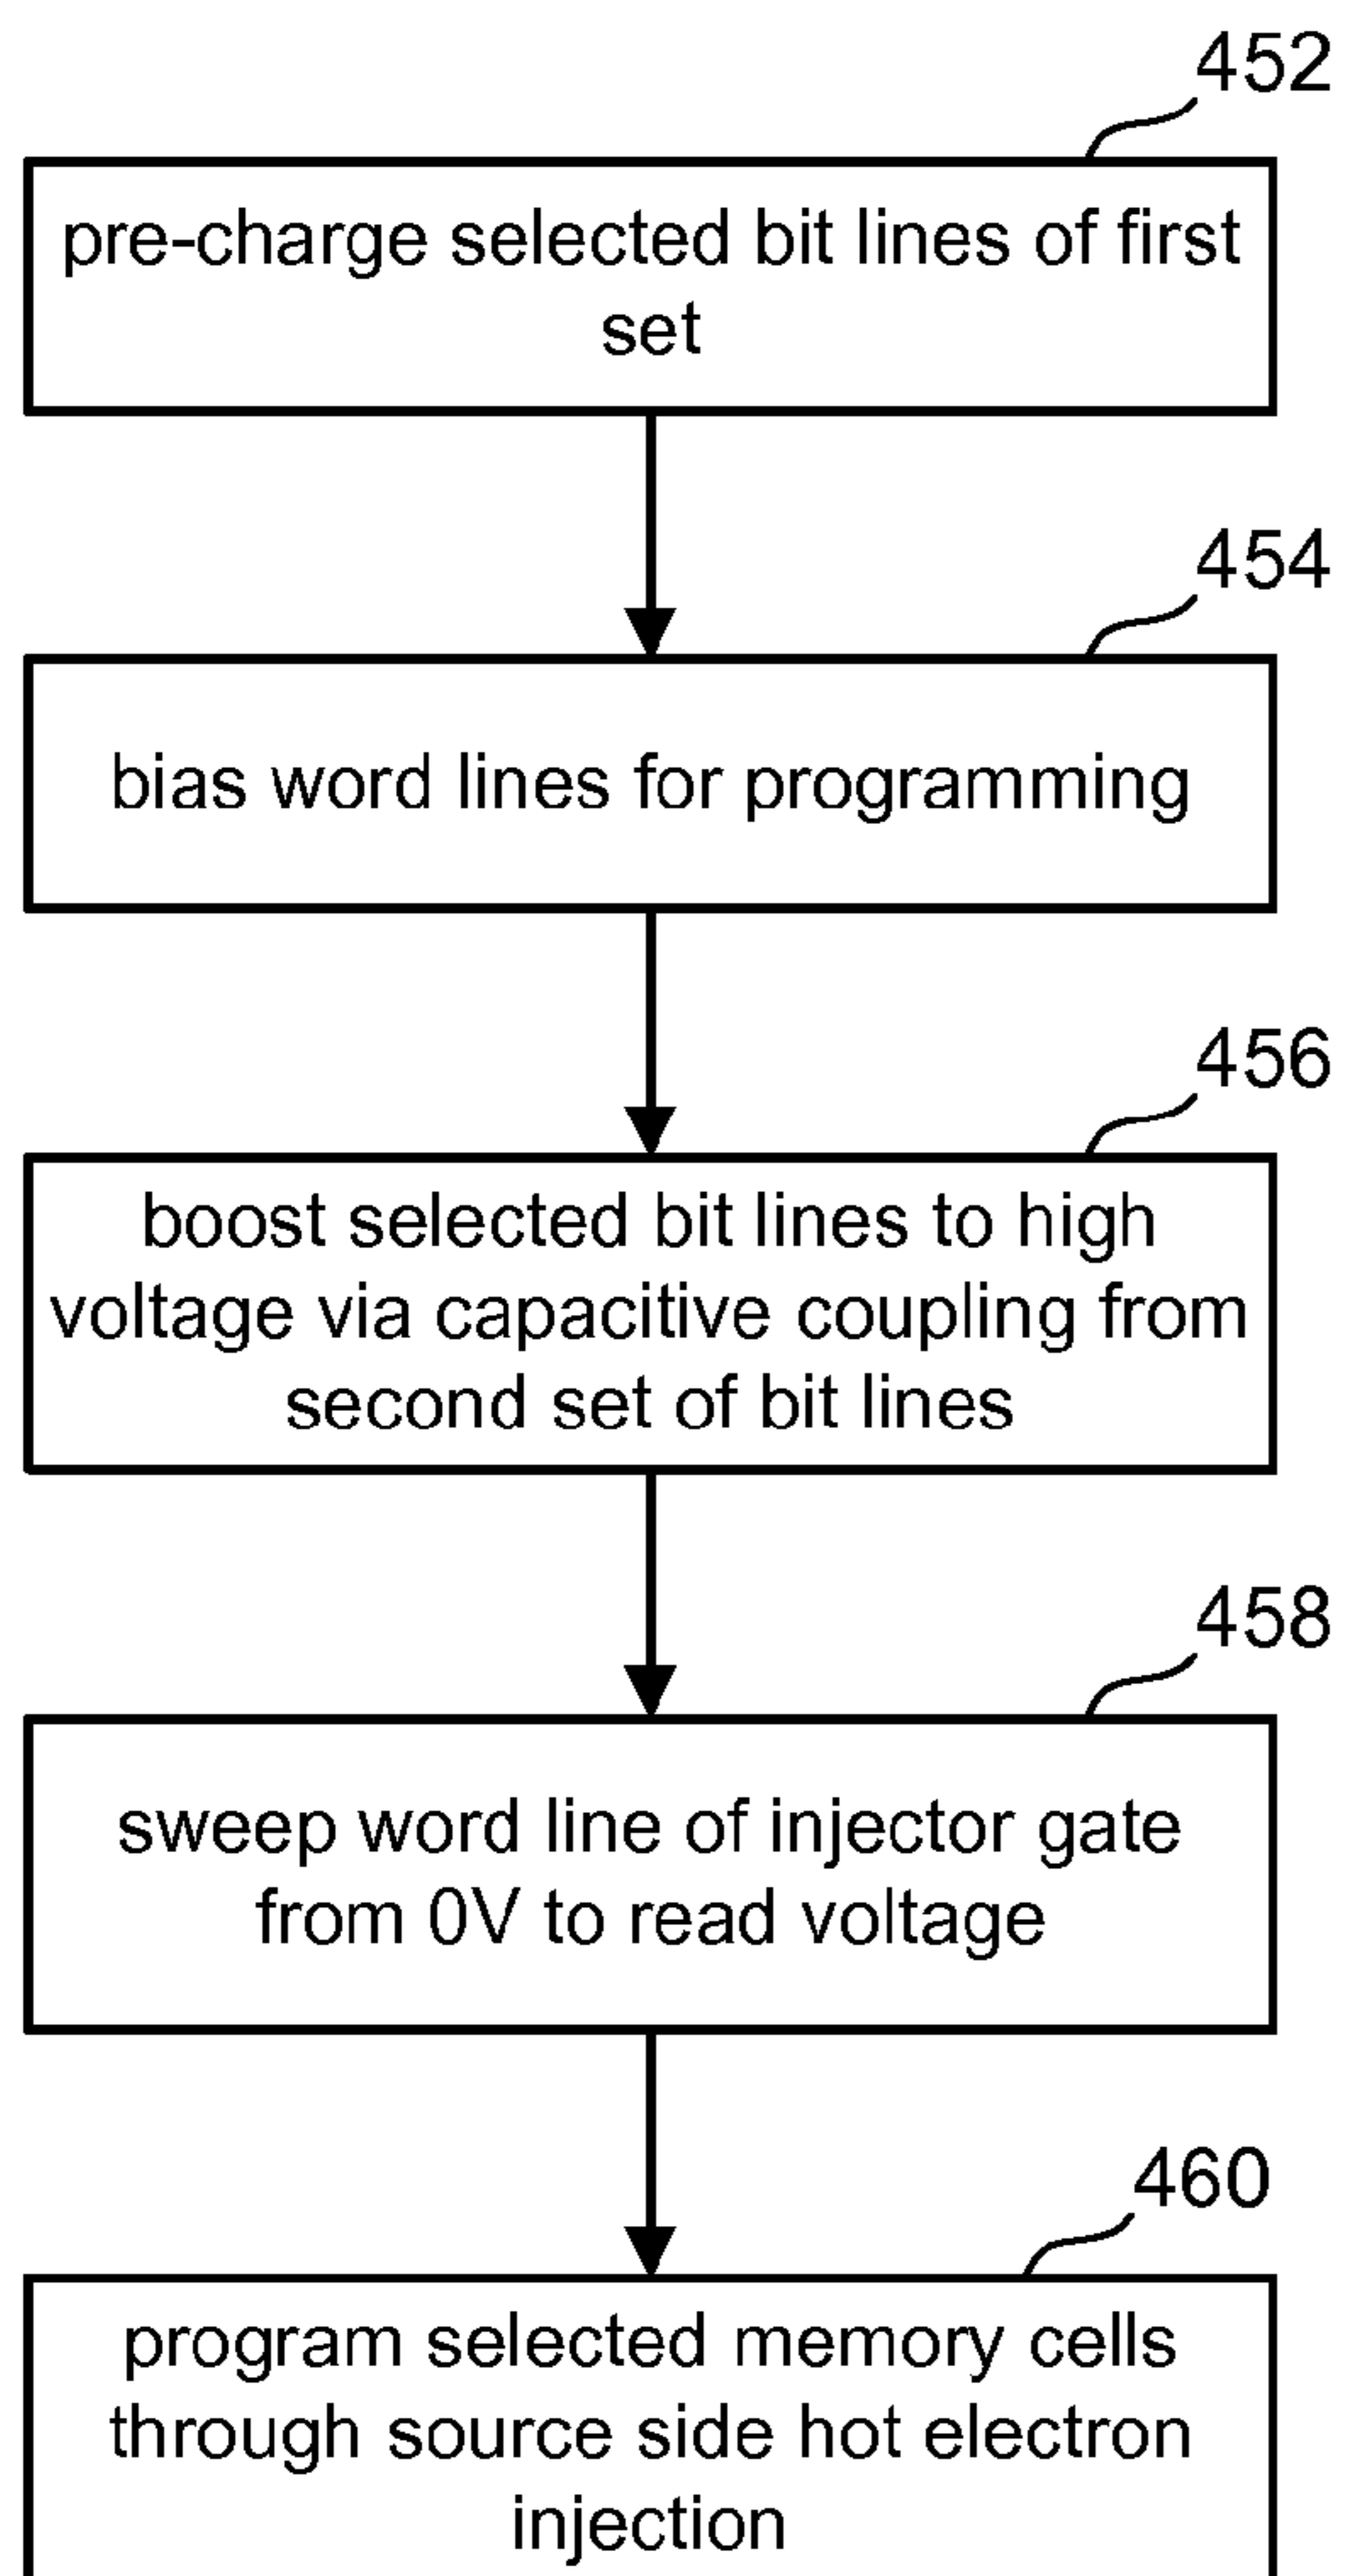 452
pre-charge selected bit lines of first
set
454
bias word lines for programming
456
boost selected bit lines to high
voltage via capacitive coupling from
second set of bit lines
458
sweep word line of injector gate
from 0V to read voltage
460
program selected memory cells
through source side hot electron
injection